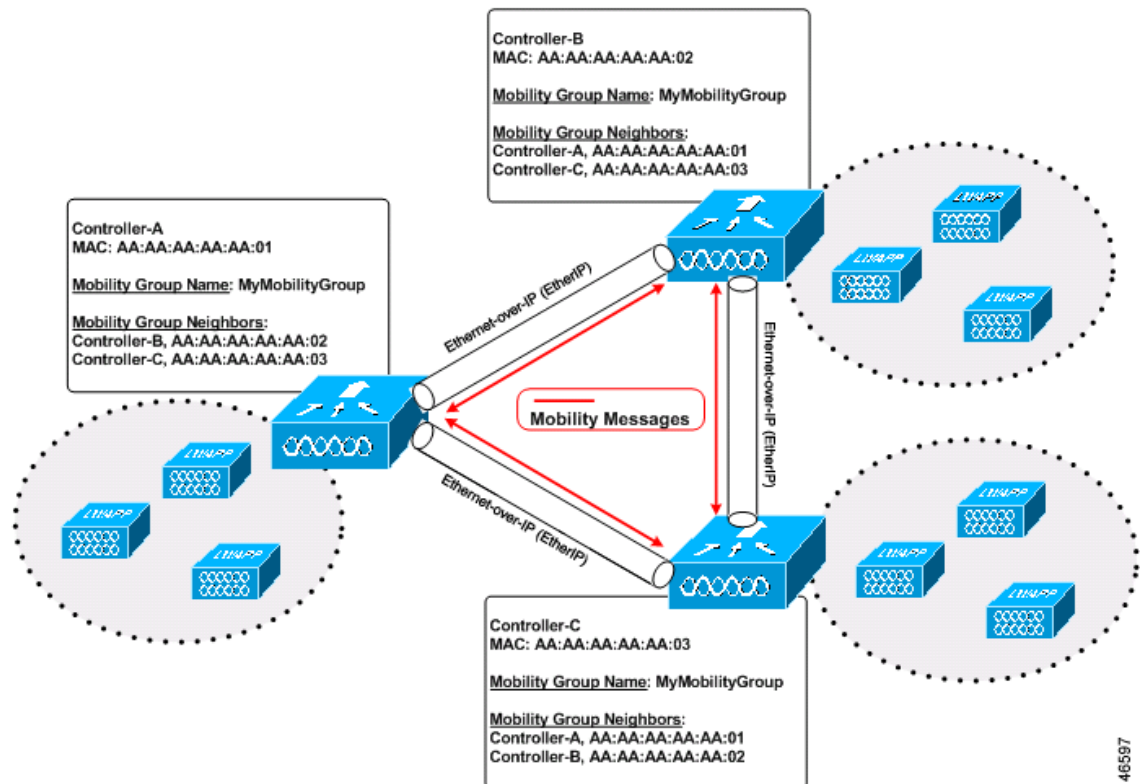 Controller-B
MAC: AA:AA:AA:AA:AA:02
Mobility Group Name: MyMobilityGroup
Mobility Group Neighbors:
Controller-A, AA:AA:AA:AA:AA:01
Controller-C, AA:AA:AA:AA:AA:03
Controller-A
MAC: AA:AA:AA:AA:AA:01
Mobility Group Name: MyMobilityGroup
Mobility Group Neighbors:
Controller-B, AA:AA:AA:AA:AA:02
Controller-C, AA:AA:AA:AA:AA:03
LWAPP
LWAPP
LWAPP
Ethernet-over-IP (EtherIP)
Ethernet-over-IP (EtherIP)
Mobility Messages
Ethernet-over-IP (EtherIP)
LWAPP
LWAPP
LWAPP
LWAPP
LWAPP
LWAPP
Controller-C
MAC: AA:AA:AA:AA:AA:03
Mobility Group Name: MyMobilityGroup
Mobility Group Neighbors:
Controller-A, AA:AA:AA:AA:AA:01
Controller-B, AA:AA:AA:AA:AA:02
46597